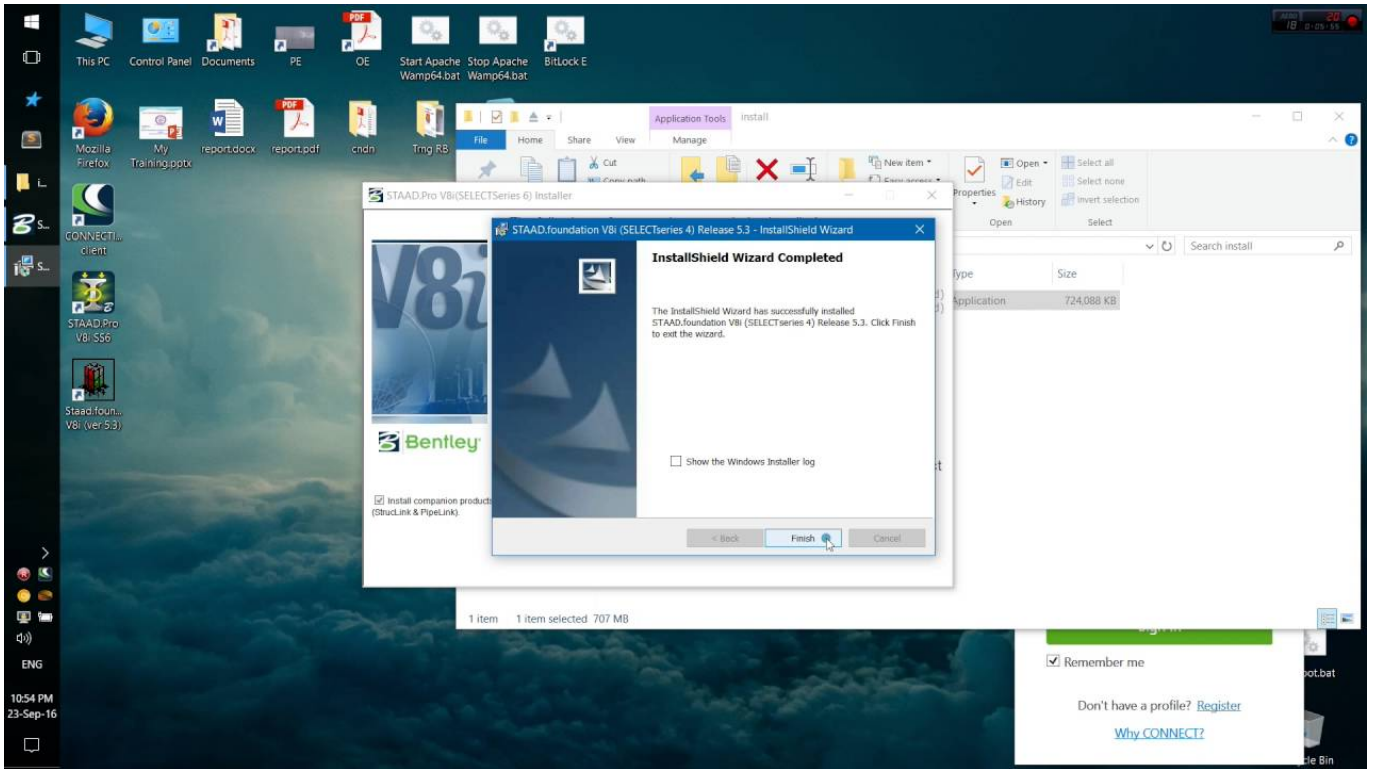 This PC
Control Panel
Documents
PE
PDF
OE
Start Apache
Wamp64.bat
Stop Apache
Wamp64.bat
BitLock E
Mozilla
Firefox
My
Training.pptx
report.docx
PDF
report.pdf
cndn
Trng RB
CONNECTI...
client
STAAD.Pro
V8i SS6
Staad.foun...
V8i (ver 5.3)
i...
S...
S...
ENG
10:54 PM
23-Sep-16
Application Tools
install
File
Home
Share
View
Manage
Cut
Copy path
New item
Easy access
Properties
Open
Edit
History
Open
Select all
Select none
Invert selection
Select
Search install
Type
Size
Application
724,088 KB
STAAD.Pro V8i(SELECTSeries 6) Installer
V8i
Bentley
Install companion products
(StrucLink & PipeLink)
STAAD.foundation V8i (SELECTseries 4) Release 5.3 - InstallShield Wizard
InstallShield Wizard Completed
The InstallShield Wizard has successfully installed
STAAD.foundation V8i (SELECTseries 4) Release 5.3. Click Finish
to exit the wizard.
Show the Windows Installer log
< Back
Finish
Cancel
1 item
1 item selected 707 MB
Remember me
Don't have a profile? Register
Why CONNECT?